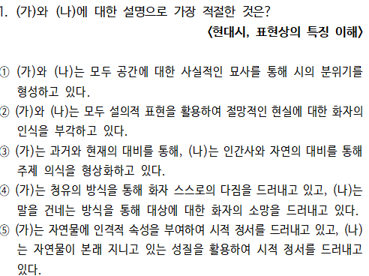 1. (가)와 (나)에 대한 설명으로 가장 적절한 것은?
<현대시, 표현상의 특징 이해>
① (가)와 (나)는 모두 공간에 대한 사실적인 묘사를 통해 시의 분위기를
형성하고 있다.
② (가)와 (나)는 모두 설의적 표현을 활용하여 절망적인 현실에 대한 화자의
인식을 부각하고 있다.
③ (가)는 과거와 현재의 대비를 통해, (나)는 인간사와 자연의 대비를 통해
주제 의식을 형상화하고 있다.
④ (가)는 청유의 방식을 통해 화자 스스로의 다짐을 드러내고 있고, (나)는
말을 건네는 방식을 통해 대상에 대한 화자의 소망을 드러내고 있다.
⑤ (가)는 자연물에 인격적 속성을 부여하여 시적 정서를 드러내고 있고, (나)
는 자연물이 본래 지니고 있는 성질을 활용하여 시적 정서를 드러내고
있다.